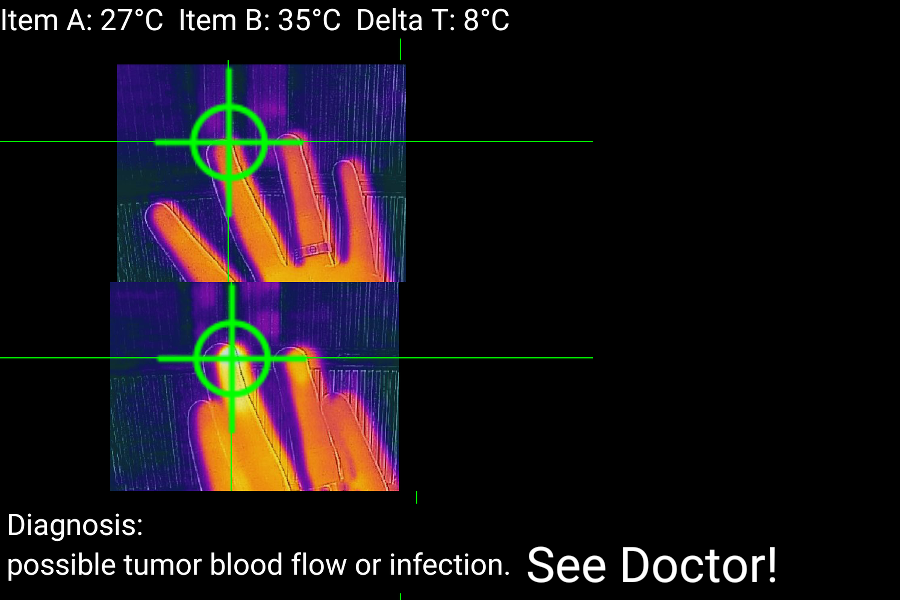 Item A: 27°C  Item B: 35°C  Delta T: 8°C
Diagnosis:
possible tumor blood flow or infection.  See Doctor!